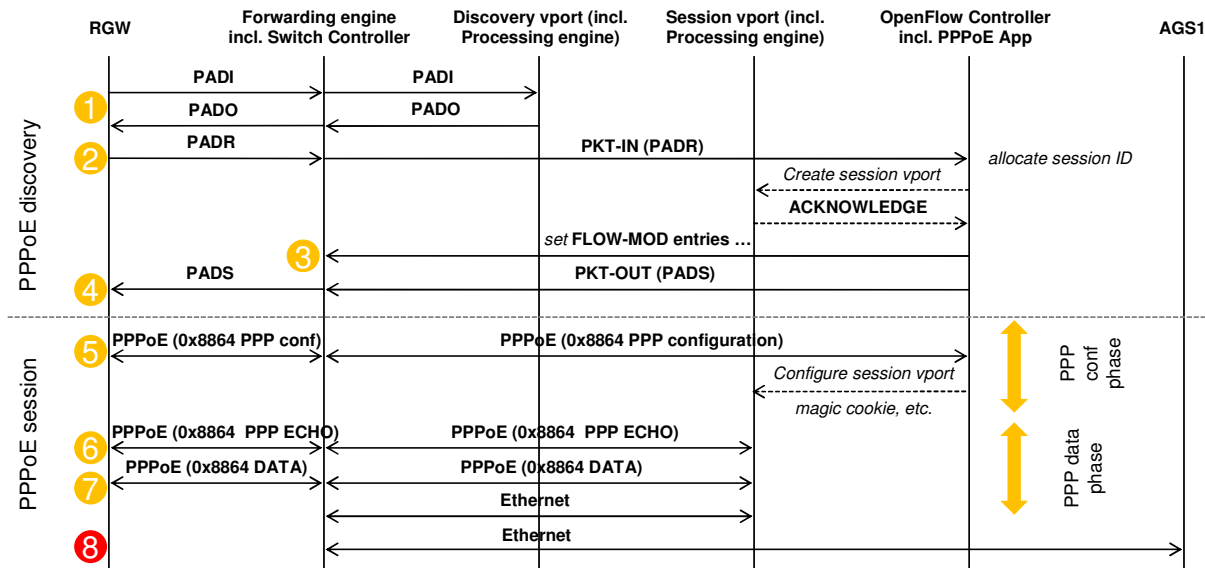 RGW
Forwarding engine
incl. Switch Controller
Discovery vport (incl.
Processing engine)
Session vport (incl.
Processing engine)
OpenFlow Controller
incl. PPPoE App
AGS1
PPPoE discovery
PADI
PADI
1
PADO
PADO
2
PADR
PKT-IN (PADR)
allocate session ID
Create session vport
ACKNOWLEDGE
3
set FLOW-MOD entries ...
4
PADS
PKT-OUT (PADS)
PPPoE session
5
PPPoE (0x8864 PPP conf)
PPPoE (0x8864 PPP configuration)
PPP
conf
phase
Configure session vport
magic cookie, etc.
6
PPPoE (0x8864 PPP ECHO)
PPPoE (0x8864 PPP ECHO)
PPP data
phase
7
PPPoE (0x8864 DATA)
PPPoE (0x8864 DATA)
Ethernet
8
Ethernet